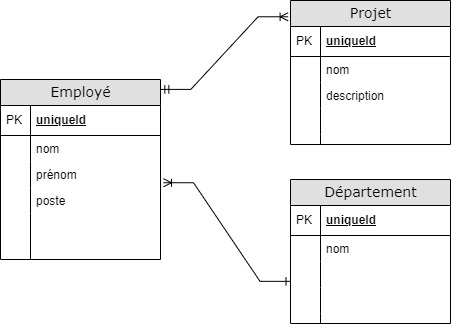 Employé
PK uniqueId
nom
prénom
poste
Projet
PK uniqueId
nom
description
Département
PK uniqueId
nom